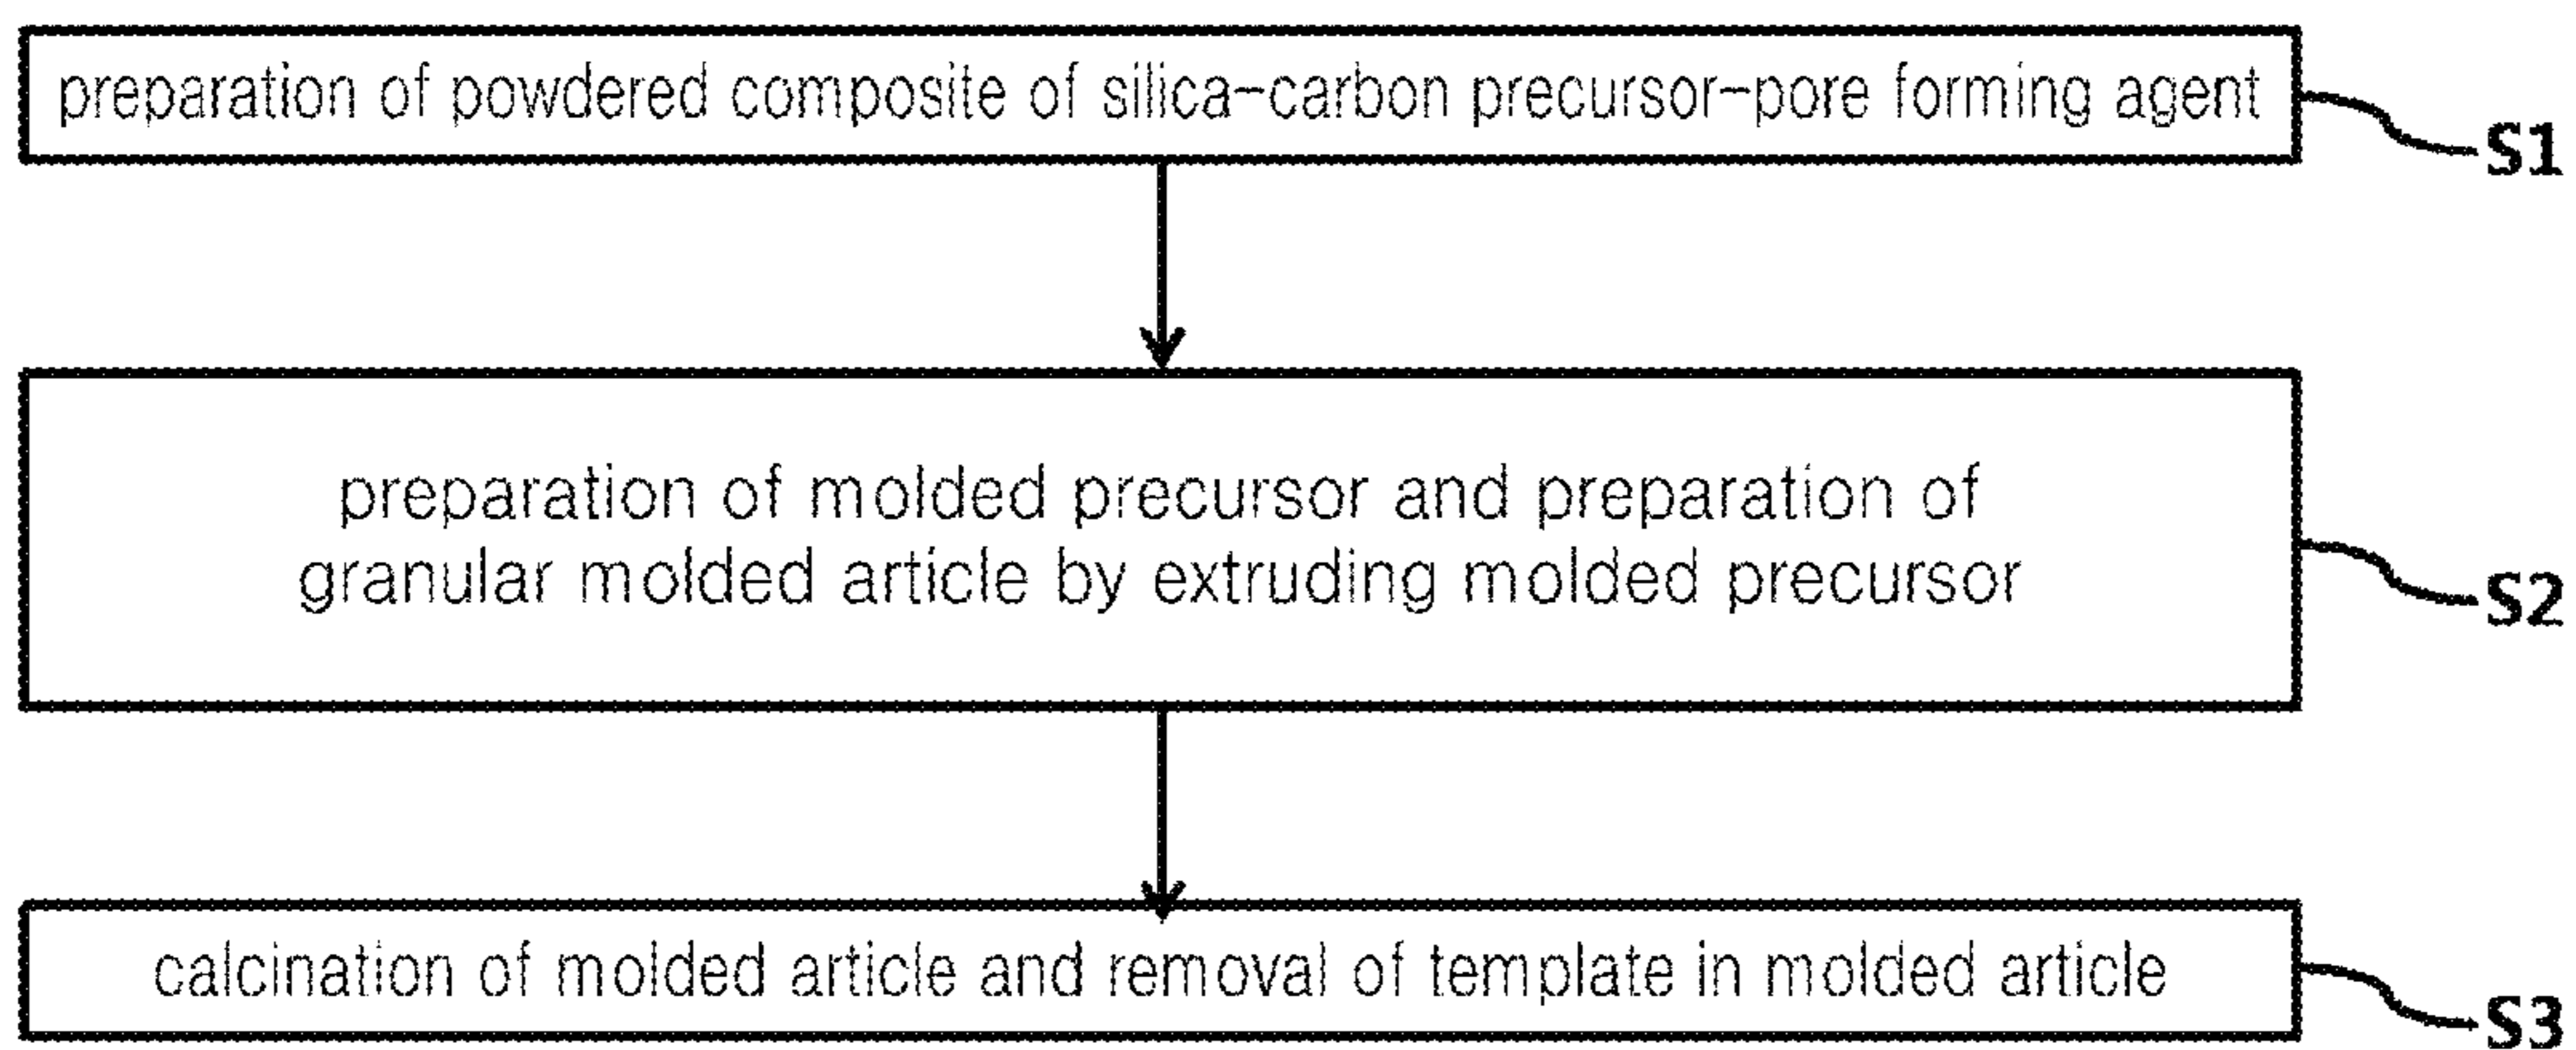 preparation of powdered composite of silica-carbon precursor-pore forming agent
S1
preparation of molded precursor and preparation of
granular molded article by extruding molded precursor
S2
calcination of molded article and removal of template in molded article
S3